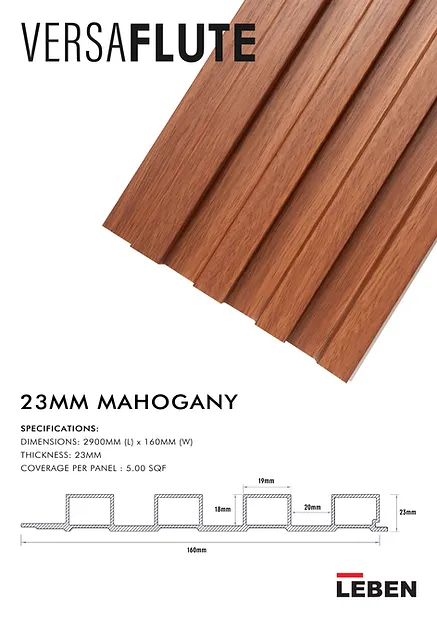 VERSAFLUTE
23MM MAHOGANY
SPECIFICATIONS:
DIMENSIONS: 2900MM (L) x 160MM (W)
THICKNESS: 23MM
COVERAGE PER PANEL : 5.00 SQF
19mm
18mm
20mm
23mm
160mm
LEBEN